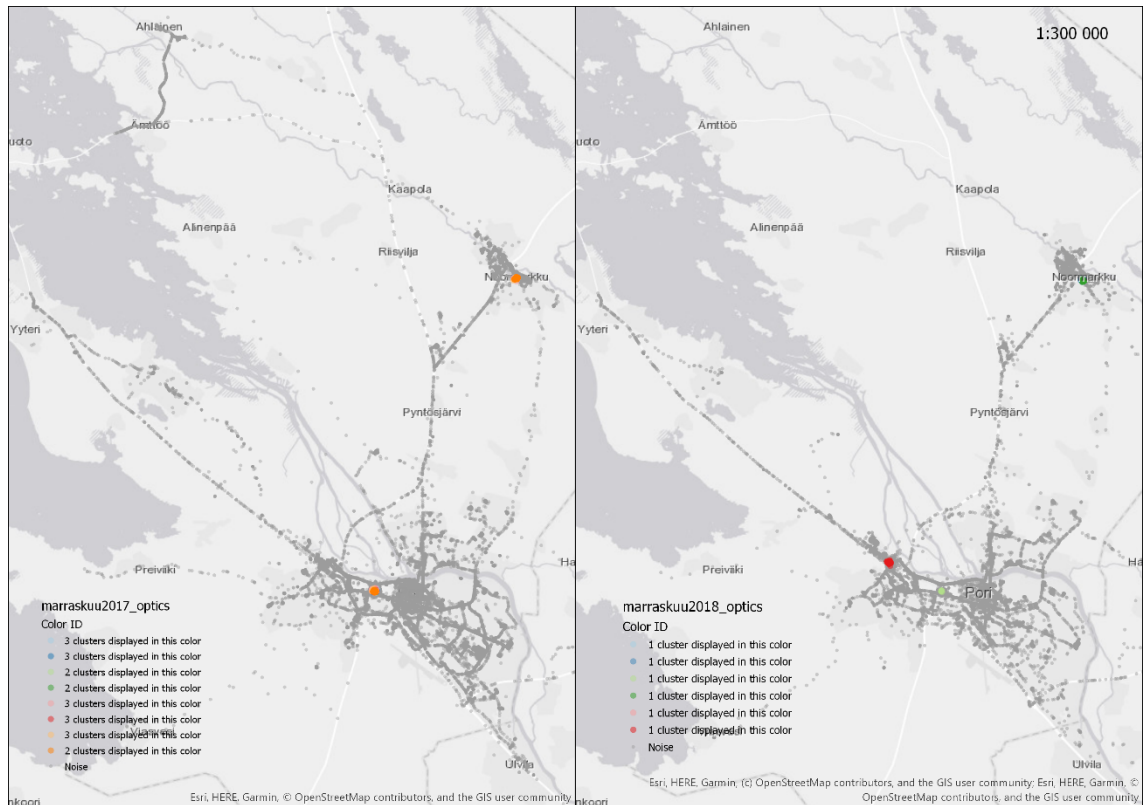 Ahlainen
Ämttöö
uoto
Kaapola
Alinenpää
Riisvilja
Noormarkku
Yyteri
Pyntösjärvi
Preiviiki
Ha
marraskuu2017_optics
Color ID
3 clusters displayed in this color
3 clusters displayed in this color
2 clusters displayed in this color
2 clusters displayed in this color
3 clusters displayed in this color
3 clusters displayed in this color
3 clusters displayed in this color
2 clusters displayed in this color
Noise
Ulvila
nkoori
Esri, HERE, Garmin, © OpenStreetMap contributors, and the GIS user community
Ahlainen
1:300 000
Ämttöö
uoto
Kaapola
Alinenpää
Riisvilja
Noormarkku
Yyteri
Pyntösjärvi
Preiviiki
Ha
Pori
marraskuu2018_optics
Color ID
1 cluster displayed in this color
1 cluster displayed in this color
1 cluster displayed in this color
1 cluster displayed in this color
1 cluster displayed in this color
1 cluster displayed in this color
Noise
Ulvila
nkoori
Esri, HERE, Garmin, (c) OpenStreetMap contributors, and the GIS user community; Esri, HERE, Garmin, ©
OpenStreetMap contributors, and the GIS user community